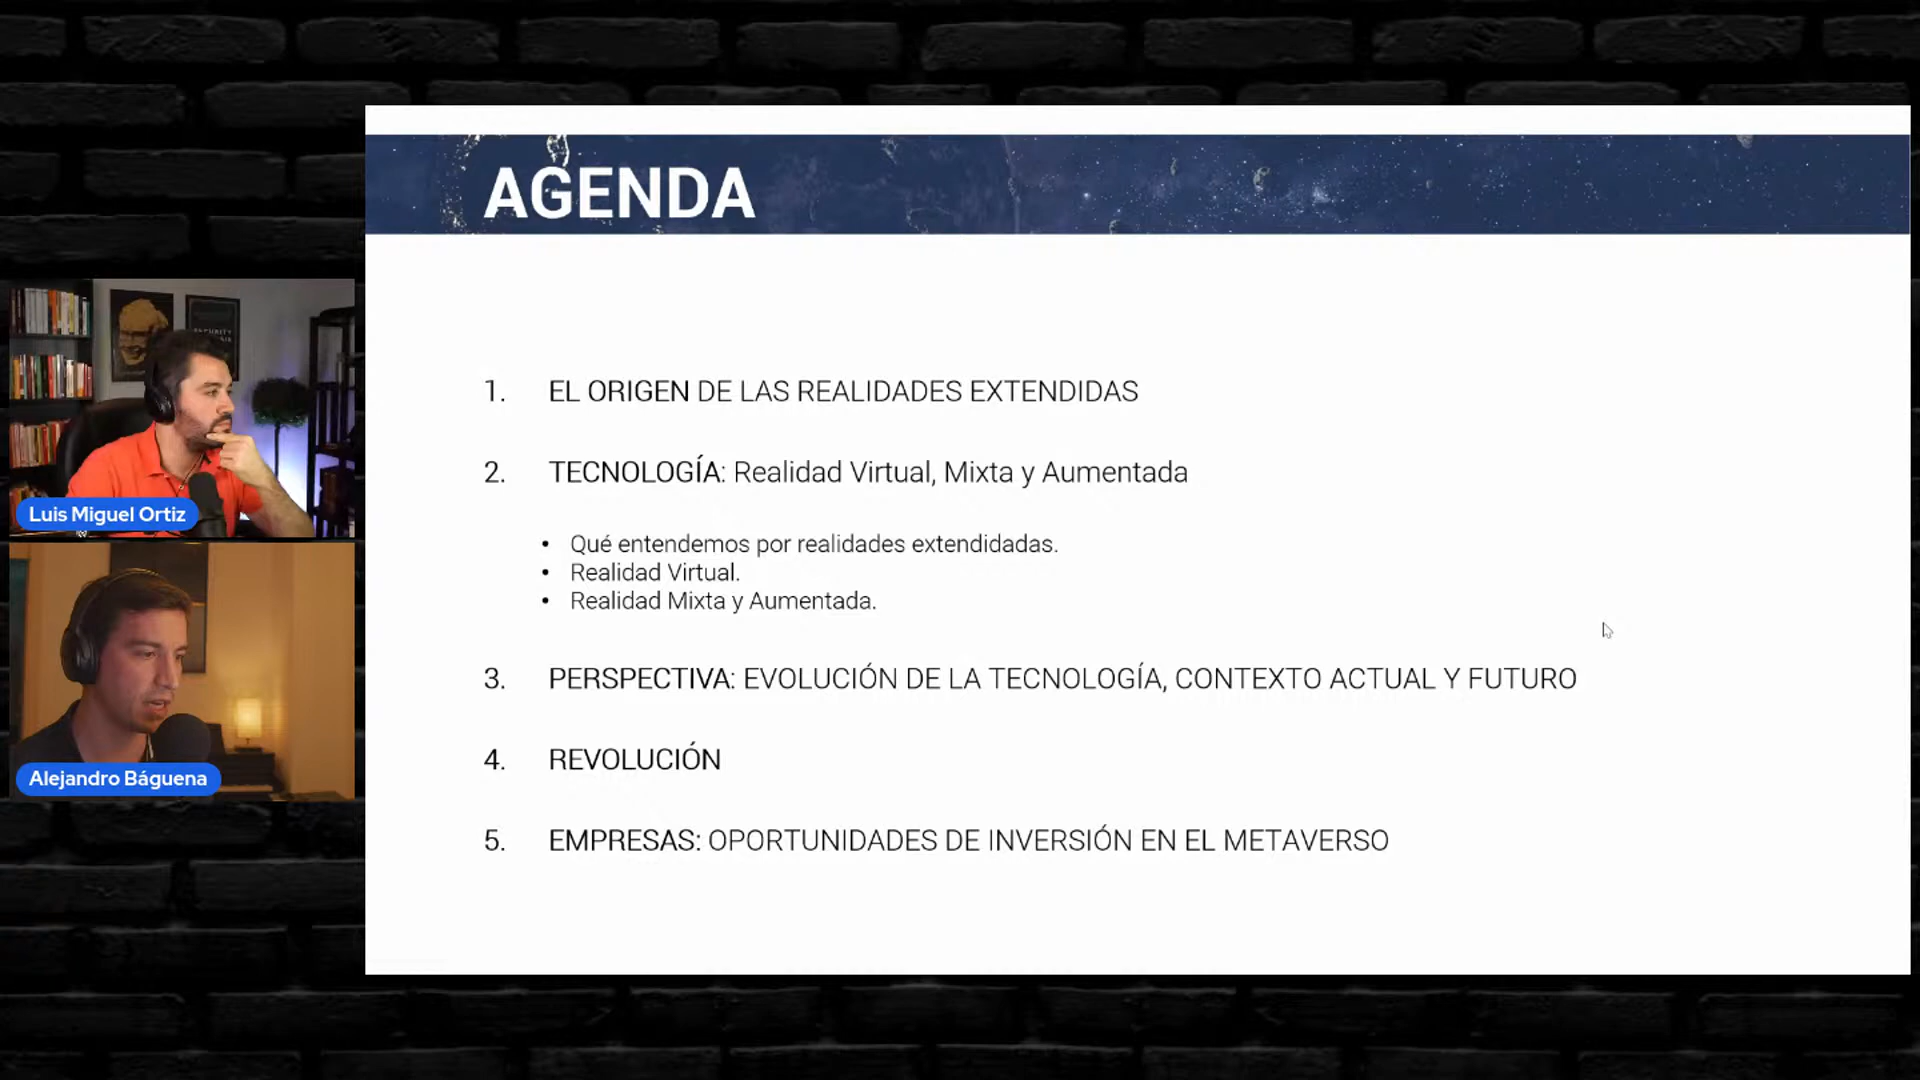 AGENDA
1. EL ORIGEN DE LAS REALIDADES EXTENDIDAS
2. TECNOLOGÍA: Realidad Virtual, Mixta y Aumentada
• Qué entendemos por realidades extendidadas.
• Realidad Virtual.
• Realidad Mixta y Aumentada.
3. PERSPECTIVA: EVOLUCIÓN DE LA TECNOLOGÍA, CONTEXTO ACTUAL Y FUTURO
4. REVOLUCIÓN
5. EMPRESAS: OPORTUNIDADES DE INVERSIÓN EN EL METAVERSO
Luis Miguel Ortiz
Alejandro Báguena